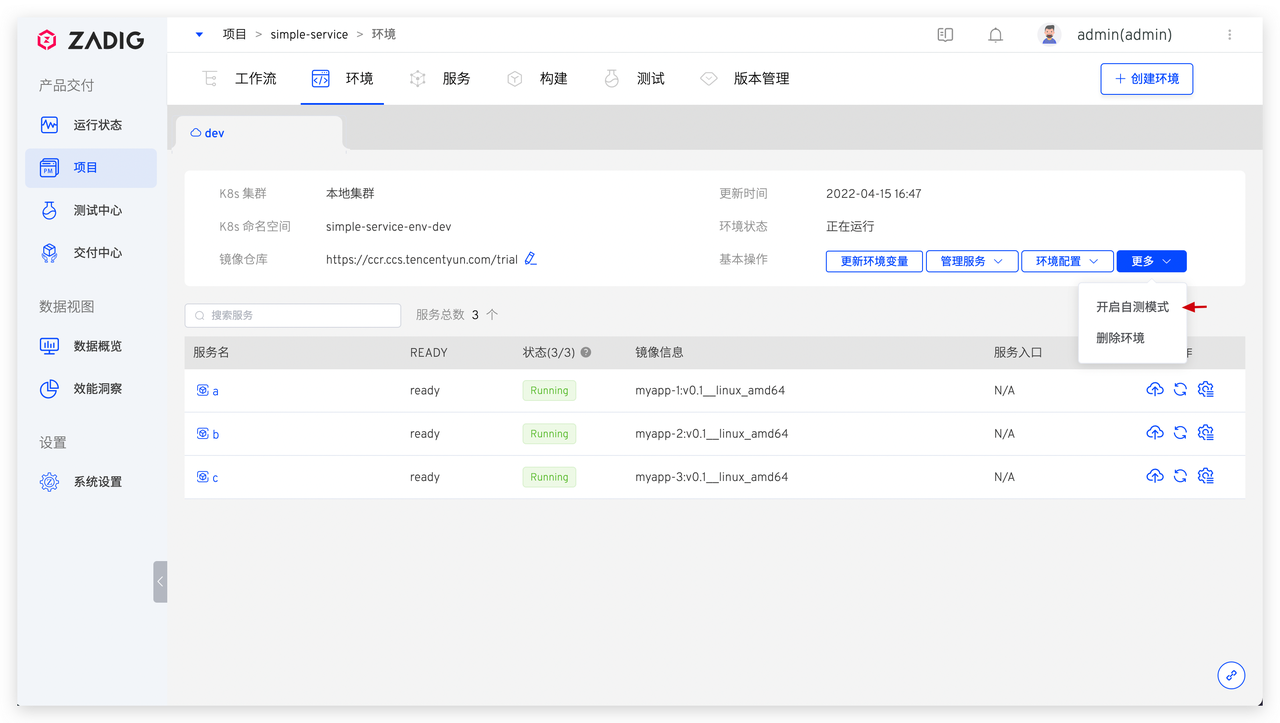 ZADIG
项目 > simple-service > 环境
admin(admin)
产品交付
运行状态
项目
PM
测试中心
交付中心
数据视图
数据概览
效能洞察
设置
系统设置
工作流
环境
服务
构建
测试
版本管理
+ 创建环境
dev
K8s 集群 本地集群
更新时间 2022-04-15 16:47
K8s 命名空间 simple-service-env-dev
环境状态 正在运行
镜像仓库 https://ccr.ccs.tencentyun.com/trial
基本操作 更新环境变量 管理服务 环境配置 更多
开启自测模式
删除环境
搜索服务
服务总数 3 个
服务名 READY 状态(3/3) ? 镜像信息 服务入口
a ready Running myapp-1:v0.1__linux_amd64 N/A
b ready Running myapp-2:v0.1__linux_amd64 N/A
c ready Running myapp-3:v0.1__linux_amd64 N/A